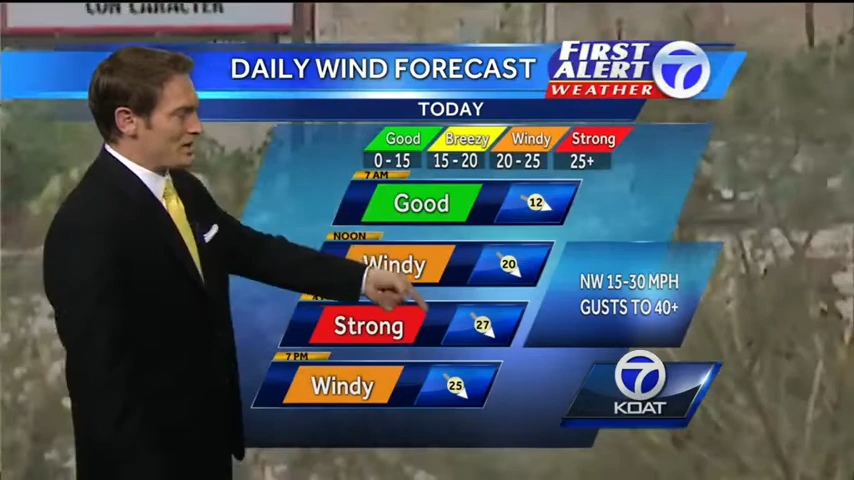 CON CARACTER
DAILY WIND FORECAST
FIRST
ALERT
WEATHER
7
TODAY
Good Breezy Windy Strong
0 - 15 15 - 20 20 - 25 25+
7 AM
Good 12
NOON
Windy 20
Strong 27
7 PM
Windy 25
NW 15-30 MPH
GUSTS TO 40+
7
KOAT